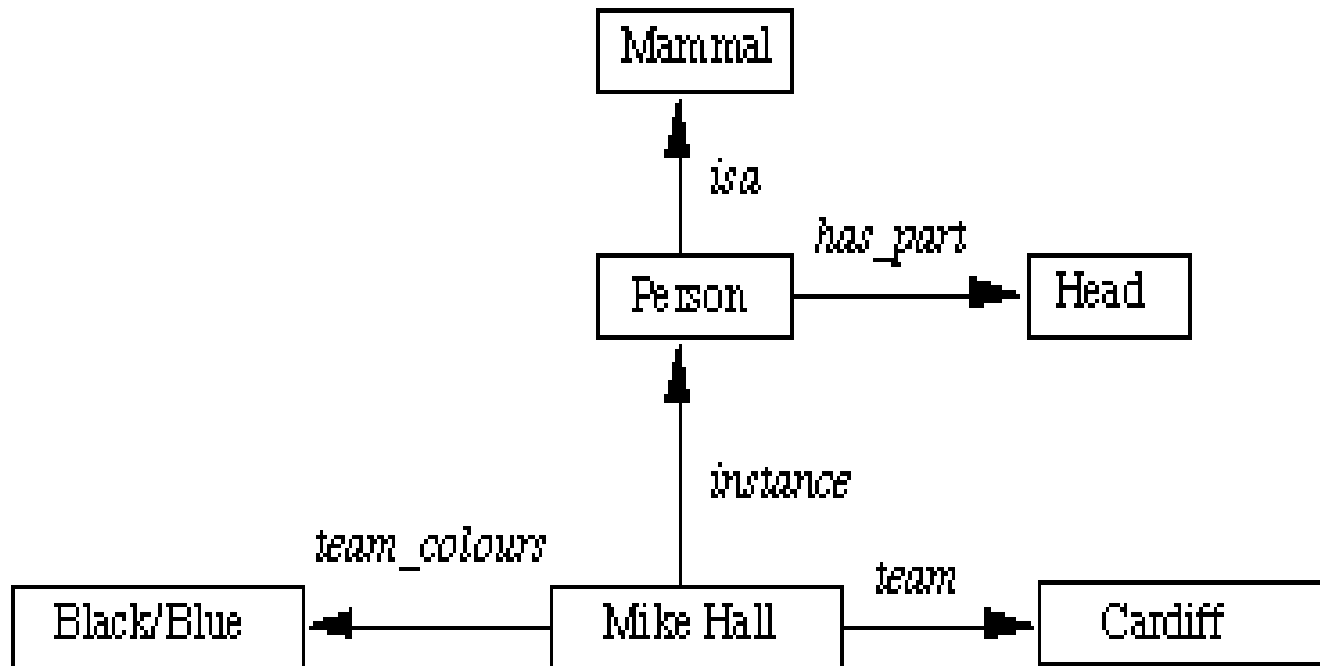 Mammal
isa
has_part
Person
Head
instance
team_colours
team
Black/Blue
Mike Hall
Cardiff